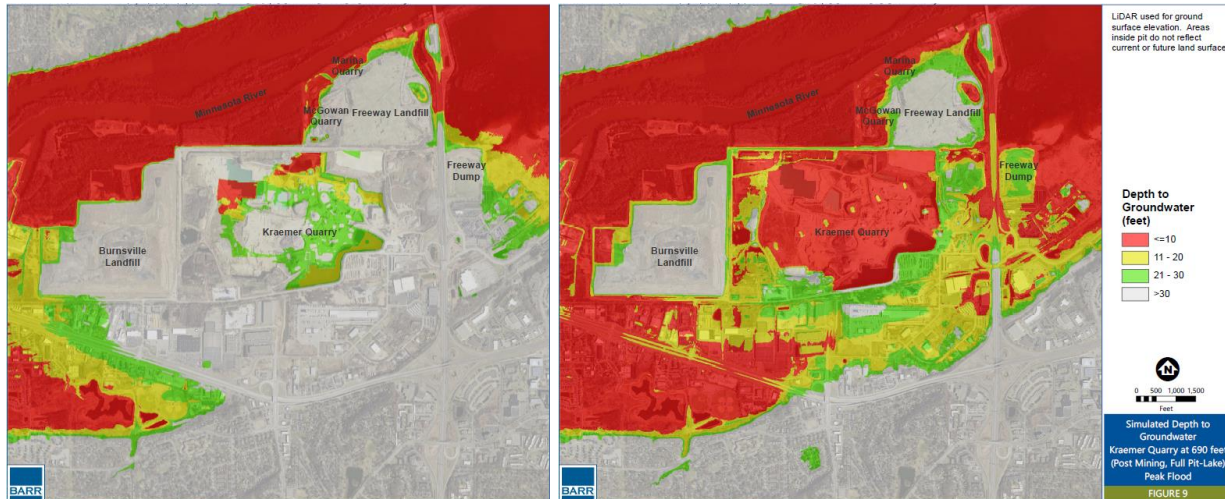 Marina
Quarry
Minnesota River
McGowan
Quarry
Freeway Landfill
Freeway
Dump
Kraemer Quarry
Burnsville
Landfill
BARR
Marina
Quarry
Minnesota River
McGowan
Quarry
Freeway Landfill
Freeway
Dump
Kraemer Quarry
Burnsville
Landfill
BARR
LiDAR used for ground
surface elevation. Areas
inside pit do not reflect
current or future land surface
Depth to
Groundwater
(feet)
<=10
11 - 20
21 - 30
>30
N
0 500 1,000 1,500
Feet
Simulated Depth to
Groundwater
Kraemer Quarry at 690 feet
(Post Mining, Full Pit-Lake)
Peak Flood
FIGURE 9